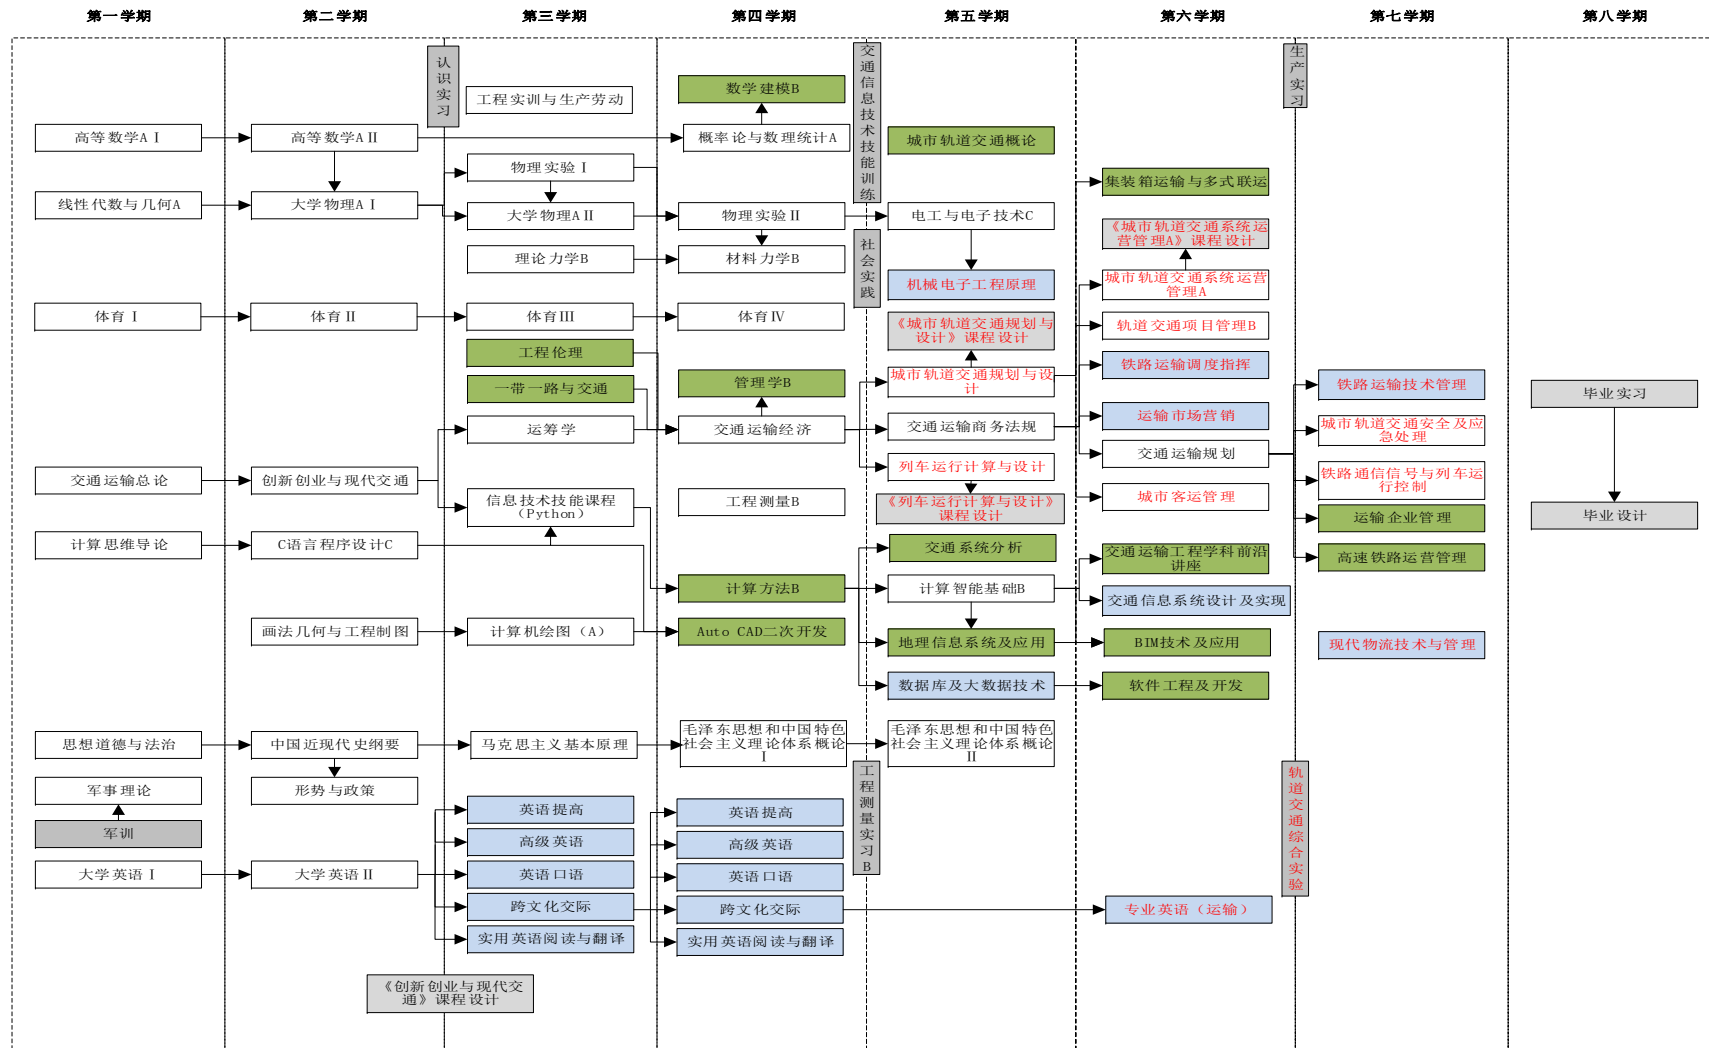 第一学期
第二学期
第三学期
第四学期
第五学期
第六学期
第七学期
第八学期
高等数学AⅠ
线性代数与几何A
体育Ⅰ
交通运输总论
计算思维导论
思想道德与法治
军事理论
军训
大学英语Ⅰ
高等数学AⅡ
大学物理AⅠ
体育Ⅱ
创新创业与现代交通
C语言程序设计C
画法几何与工程制图
中国近现代史纲要
形势与政策
大学英语Ⅱ
认
识
实
习
《创新创业与现代交
通》课程设计
工程实训与生产劳动
物理实验Ⅰ
大学物理AⅡ
理论力学B
体育Ⅲ
工程伦理
一带一路与交通
运筹学
信息技术技能课程
（Python）
计算机绘图（A）
马克思主义基本原理
英语提高
高级英语
英语口语
跨文化交际
实用英语阅读与翻译
数学建模B
概率论与数理统计A
物理实验Ⅱ
材料力学B
体育Ⅳ
管理学B
交通运输经济
工程测量B
计算方法B
Auto CAD二次开发
毛泽东思想和中国特色
社会主义理论体系概论
Ⅰ
英语提高
高级英语
英语口语
跨文化交际
实用英语阅读与翻译
交
通
信
息
技
术
技
能
训
练
社
会
实
践
工
程
测
量
实
习
B
城市轨道交通概论
电工与电子技术C
机械电子工程原理
《城市轨道交通规划与
设计》课程设计
城市轨道交通规划与设
计
交通运输商务法规
列车运行计算与设计
《列车运行计算与设计》
课程设计
交通系统分析
计算智能基础B
地理信息系统及应用
数据库及大数据技术
毛泽东思想和中国特色
社会主义理论体系概论
Ⅱ
集装箱运输与多式联运
《城市轨道交通系统运
营管理A》课程设计
城市轨道交通系统运营
管理A
轨道交通项目管理B
铁路运输调度指挥
运输市场营销
交通运输规划
城市客运管理
交通运输工程学科前沿
讲座
交通信息系统设计及实现
BIM技术及应用
软件工程及开发
专业英语（运输）
生
产
实
习
轨
道
交
通
综
合
实
验
铁路运输技术管理
城市轨道交通安全及应
急处理
铁路通信信号与列车运
行控制
运输企业管理
高速铁路运营管理
现代物流技术与管理
毕业实习
毕业设计